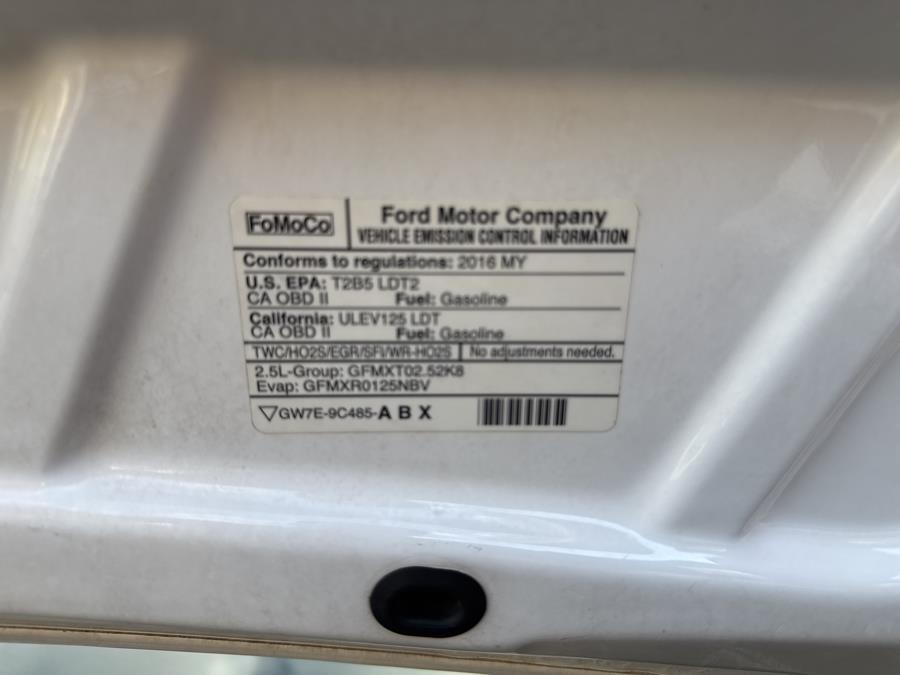 FoMoCo
Ford Motor Company
VEHICLE EMISSION CONTROL INFORMATION
Conforms to regulations: 2016 MY
U.S. EPA: T2B5 LDT2
CA OBD II Fuel: Gasoline
California: ULEV125 LDT
CA OBD II Fuel: Gasoline
TWC/HO2S/EGR/SFI/WR-HO2S No adjustments needed.
2.5L-Group: GFMXT02.52K8
Evap: GFMXR0125NBV
GW7E-9C485-A B X